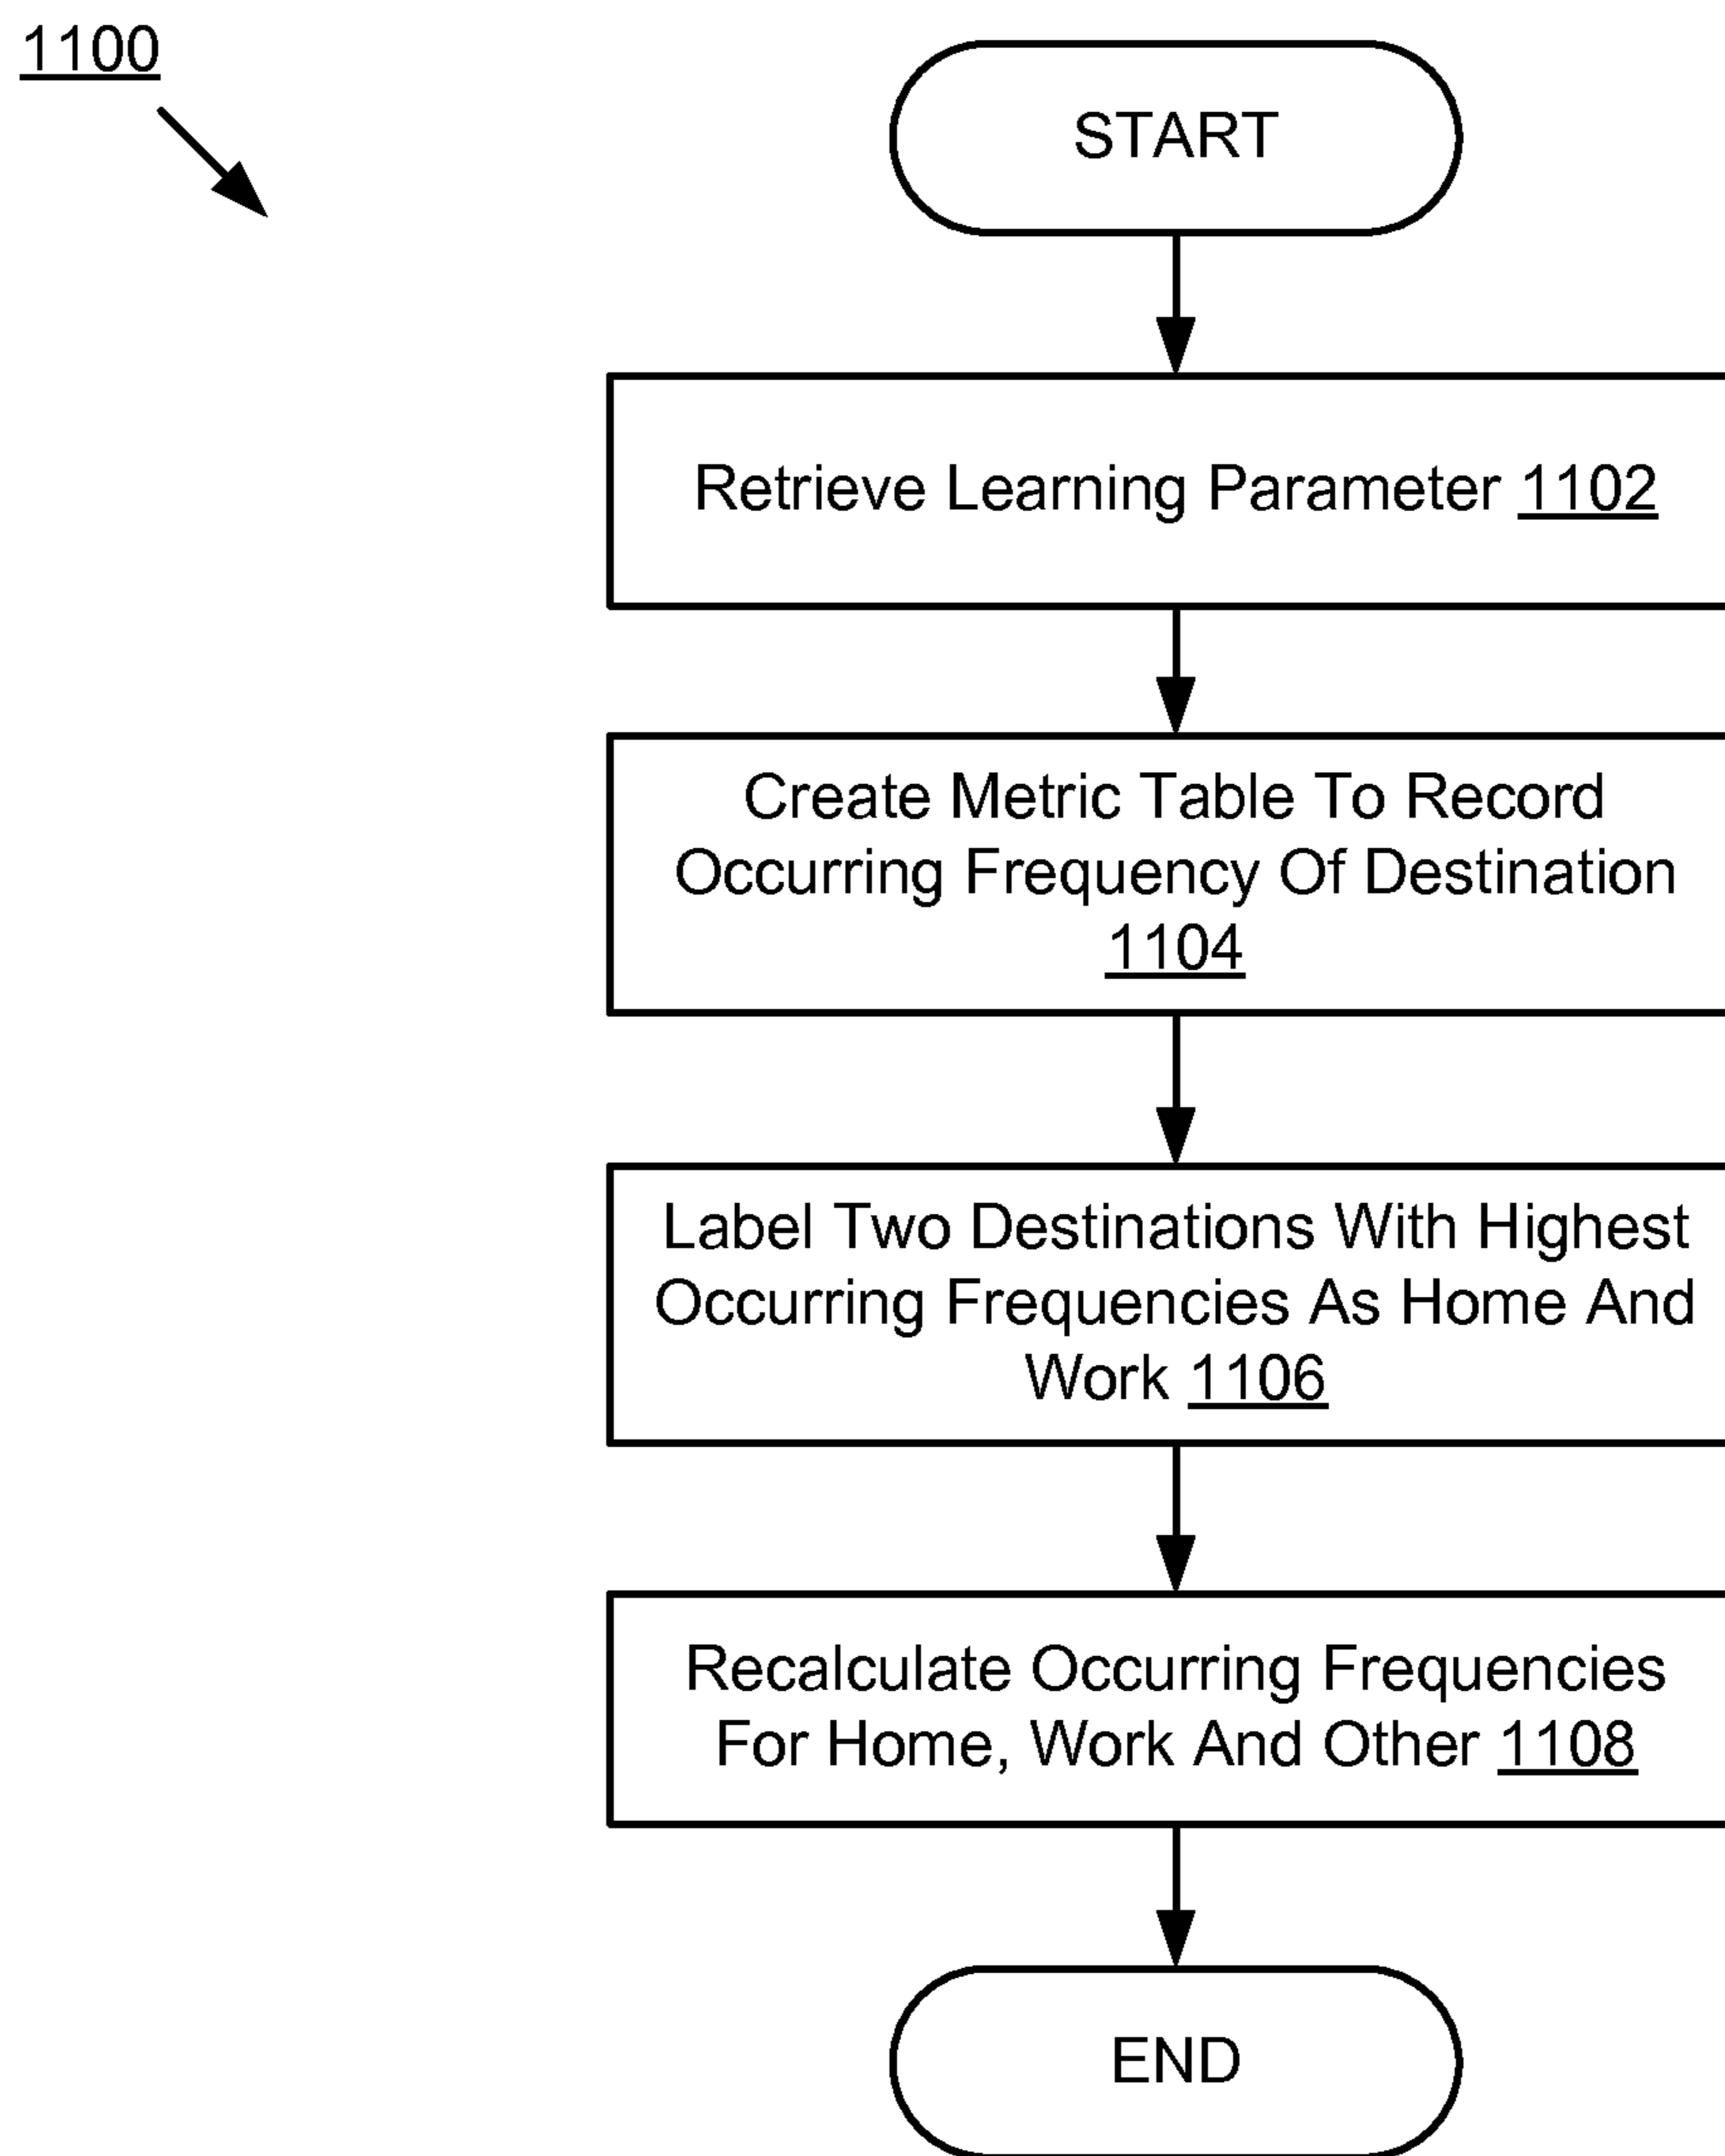 1100
START
Retrieve Learning Parameter 1102
Create Metric Table To Record
Occurring Frequency Of Destination
1104
Label Two Destinations With Highest
Occurring Frequencies As Home And
Work 1106
Recalculate Occurring Frequencies
For Home, Work And Other 1108
END